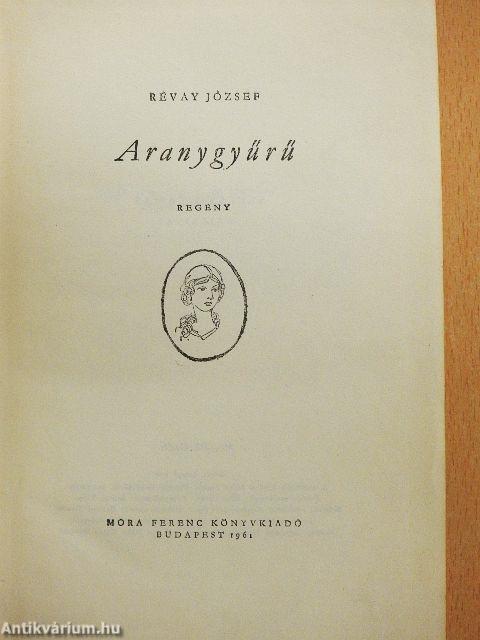 RÉVAY JÓZSEF
Aranygyűrű
REGÉNY
MÓRA FERENC KÖNYVKIADÓ
BUDAPEST 1961
Antikvárium.hu